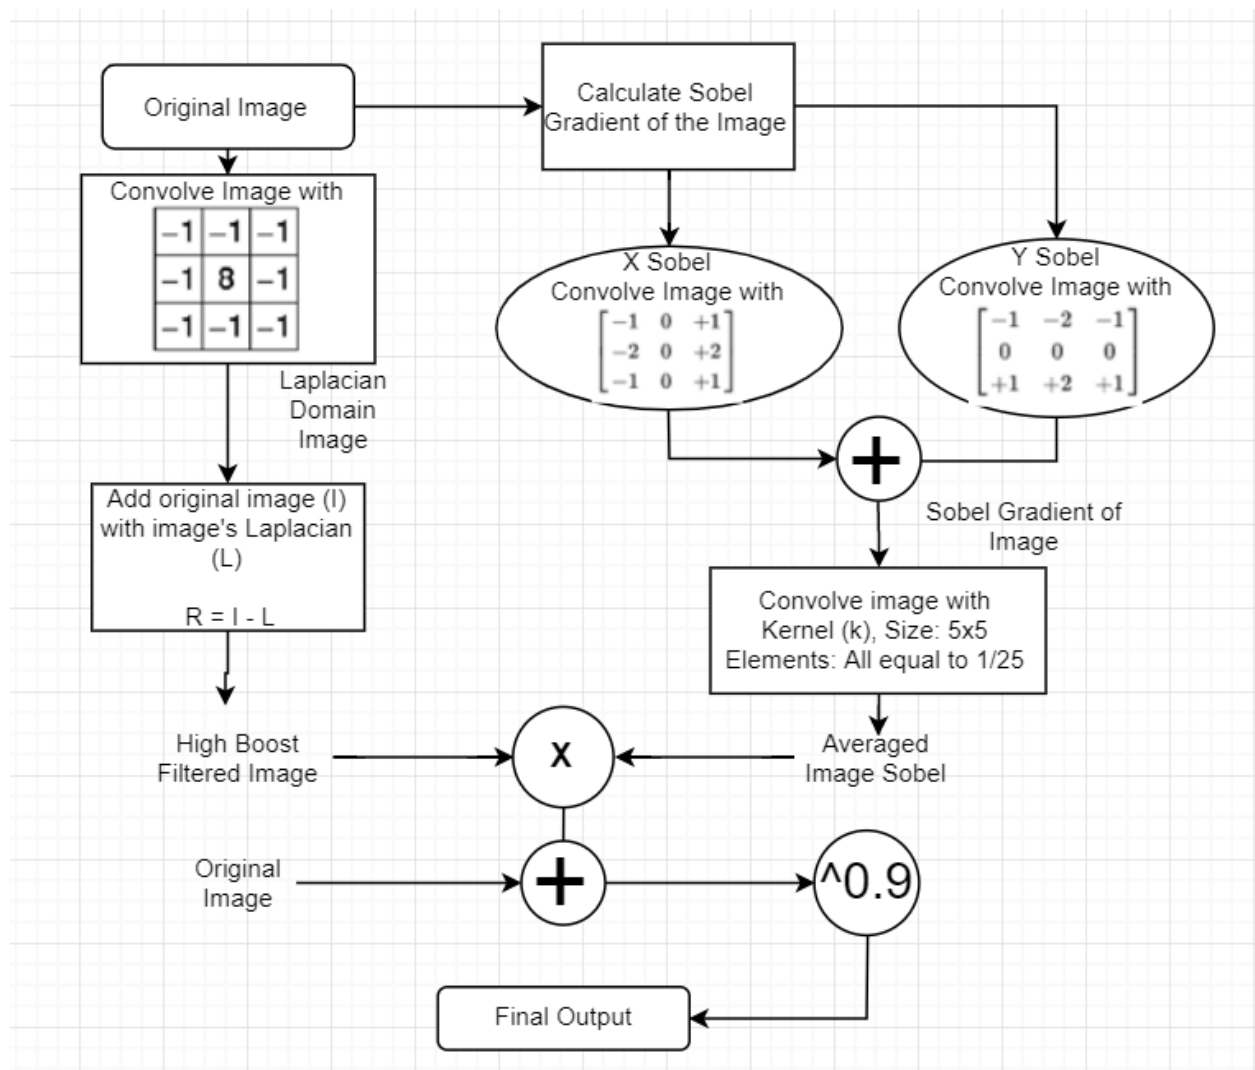 Original Image
Calculate Sobel
Gradient of the Image
Convolve Image with
−1 −1 −1
−1 8 −1
−1 −1 −1
X Sobel
Convolve Image with
−1 0 +1
−2 0 +2
−1 0 +1
Y Sobel
Convolve Image with
−1 −2 −1
0 0 0
+1 +2 +1
Laplacian
Domain
Image
+
Add original image (I)
with image's Laplacian
(L)
R = I - L
Sobel Gradient of
Image
Convolve image with
Kernel (k), Size: 5x5
Elements: All equal to 1/25
High Boost
Filtered Image
x
Averaged
Image Sobel
Original
Image
+
^0.9
Final Output